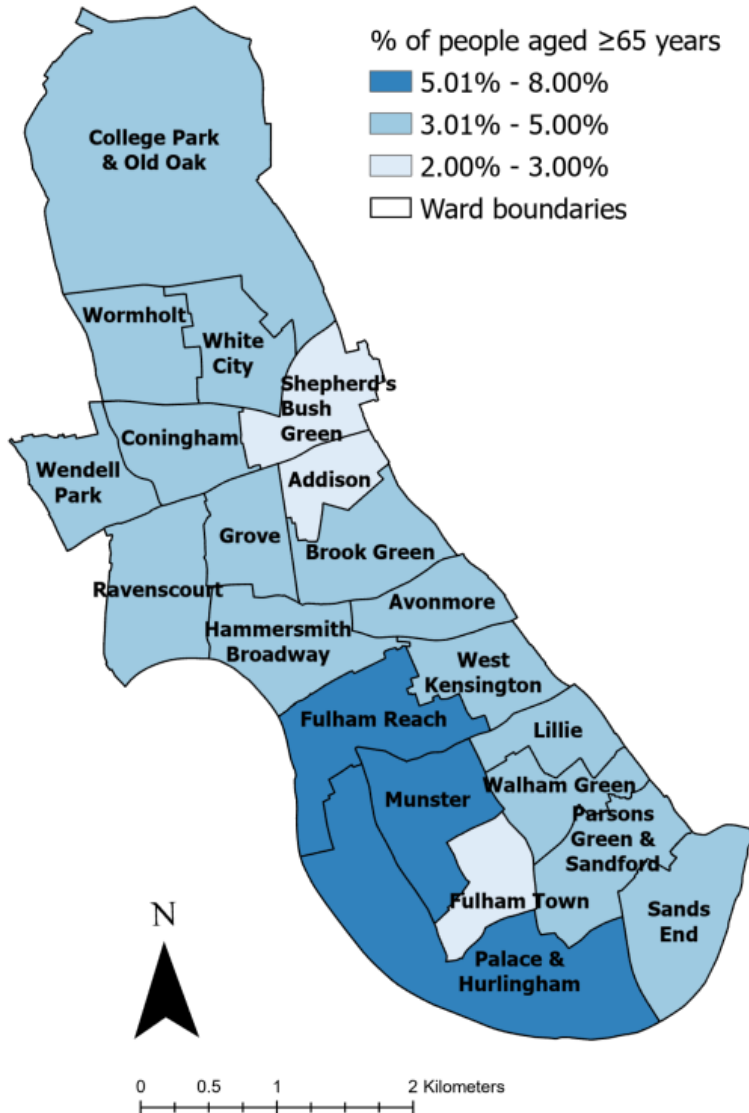 % of people aged ≥65 years
5.01% - 8.00%
3.01% - 5.00%
2.00% - 3.00%
Ward boundaries
College Park
& Old Oak
Wormholt
White
City
Shepherd's
Bush
Green
Coningham
Wendell
Park
Addison
Grove
Brook Green
Ravenscourt
Avonmore
Hammersmith
Broadway
West
Kensington
Fulham Reach
Lillie
Walham Green
Munster
Parsons
Green &
Sandford
Fulham Town
Sands
End
Palace &
Hurlingham
N
0 0.5 1 2 Kilometers